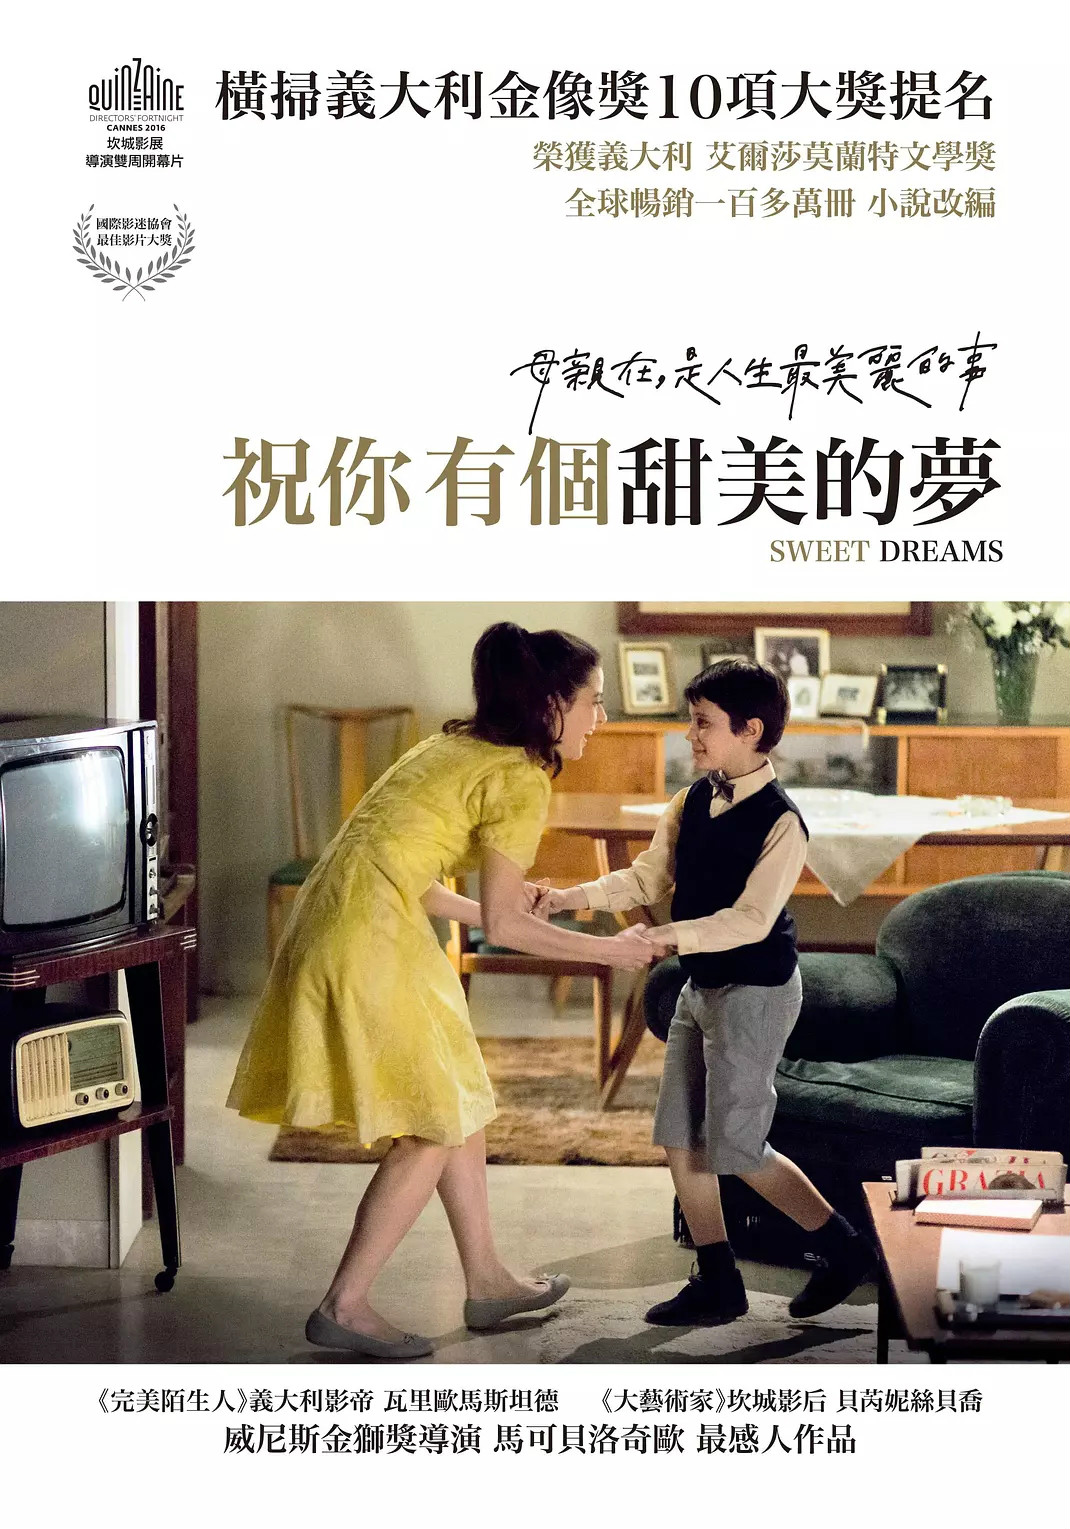 QUINZAINE
DIRECTORS' FORTNIGHT
CANNES 2016
坎城影展
導演雙周開幕片
橫掃義大利金像獎10項大獎提名
榮獲義大利 艾爾莎莫蘭特文學獎
全球暢銷一百多萬冊 小說改編
國際影迷協會
最佳影片大獎
母親在,是人生最美麗的事
祝你有個甜美的夢
SWEET DREAMS
GRAZIA
《完美陌生人》義大利影帝 瓦里歐馬斯坦德 《大藝術家》坎城影后 貝芮妮絲貝喬
威尼斯金獅獎導演 馬可貝洛奇歐 最感人作品